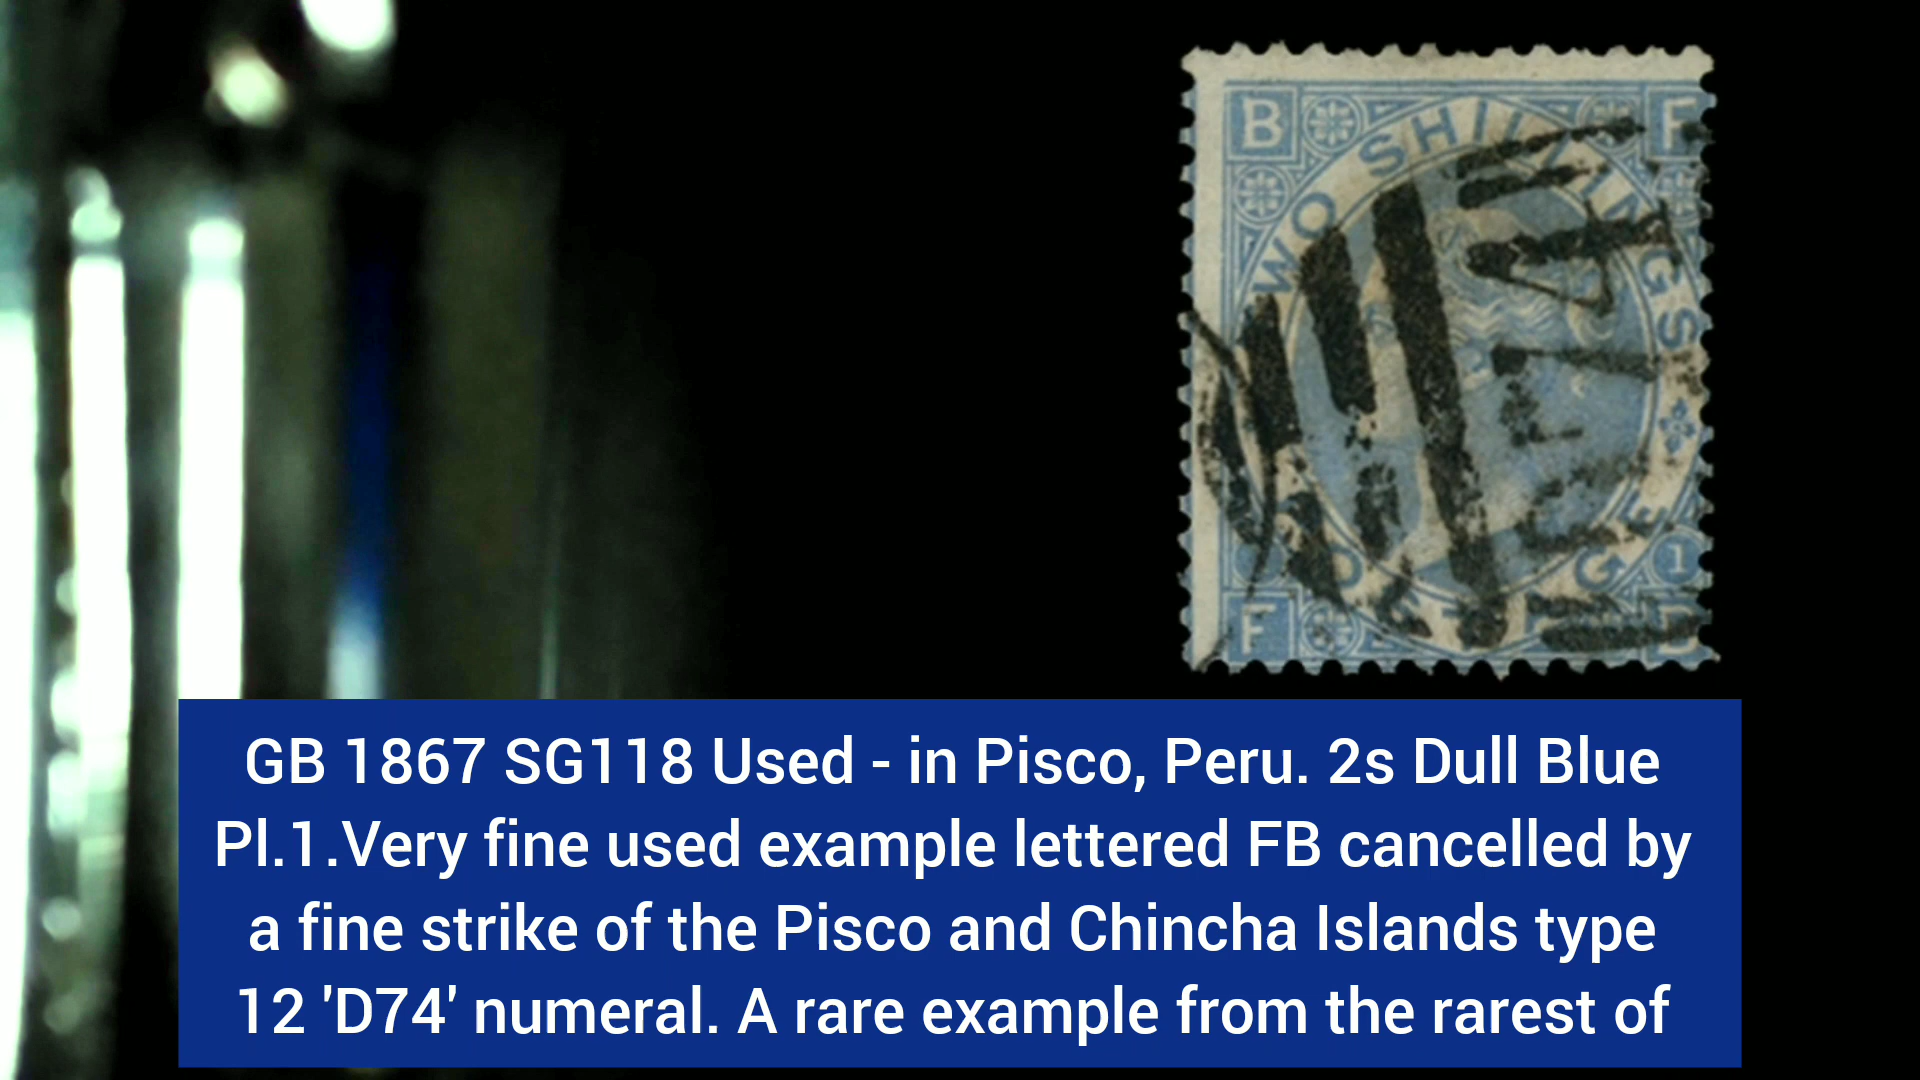 B F
TWO SHILLINGS
POSTAGE
1
F B
GB 1867 SG118 Used - in Pisco, Peru. 2s Dull Blue
Pl.1.Very fine used example lettered FB cancelled by
a fine strike of the Pisco and Chincha Islands type
12 'D74' numeral. A rare example from the rarest of